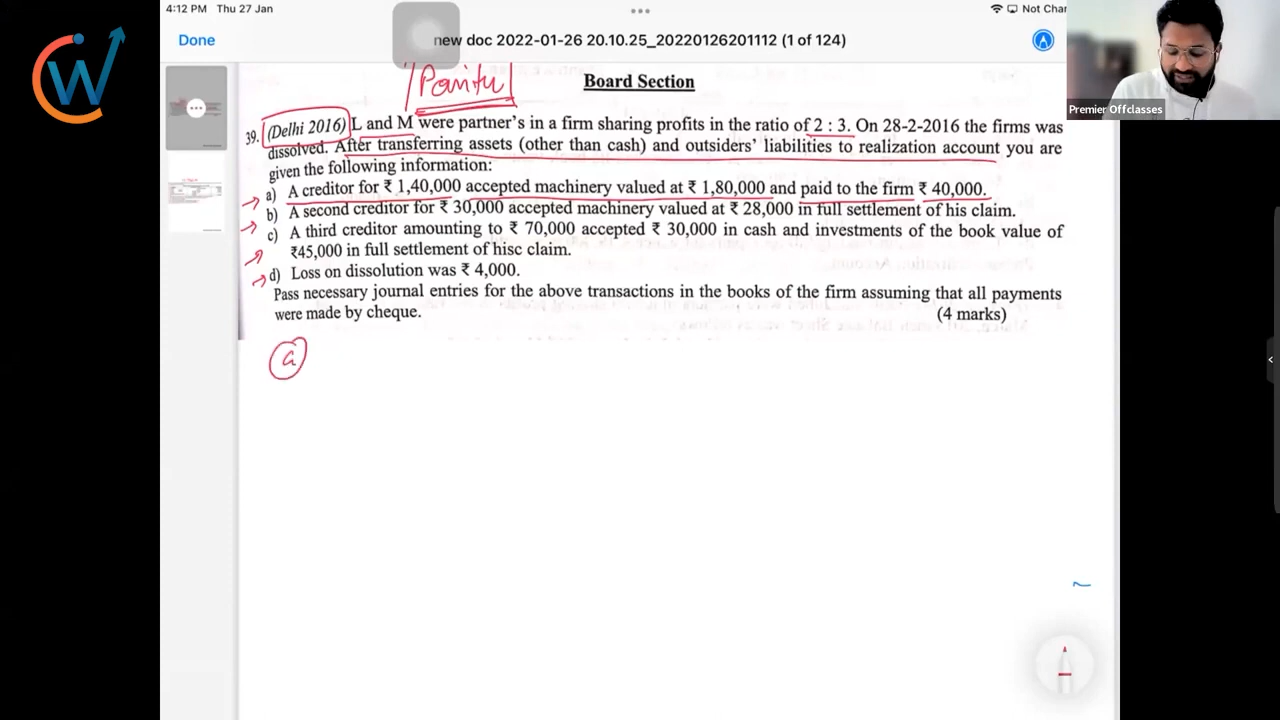 4:12 PM Thu 27 Jan
Not Char
Done
new doc 2022-01-26 20.10.25_20220126201112 (1 of 124)
W
Premier Offclasses
Board Section
39. (Delhi 2016) L and M were partner's in a firm sharing profits in the ratio of 2 : 3. On 28-2-2016 the firms was
dissolved. After transferring assets (other than cash) and outsiders' liabilities to realization account you are
given the following information:
a) A creditor for ₹ 1,40,000 accepted machinery valued at ₹ 1,80,000 and paid to the firm ₹ 40,000.
b) A second creditor for ₹ 30,000 accepted machinery valued at ₹ 28,000 in full settlement of his claim.
c) A third creditor amounting to ₹ 70,000 accepted ₹ 30,000 in cash and investments of the book value of
₹45,000 in full settlement of hisc claim.
d) Loss on dissolution was ₹ 4,000.
Pass necessary journal entries for the above transactions in the books of the firm assuming that all payments
were made by cheque. (4 marks)
a